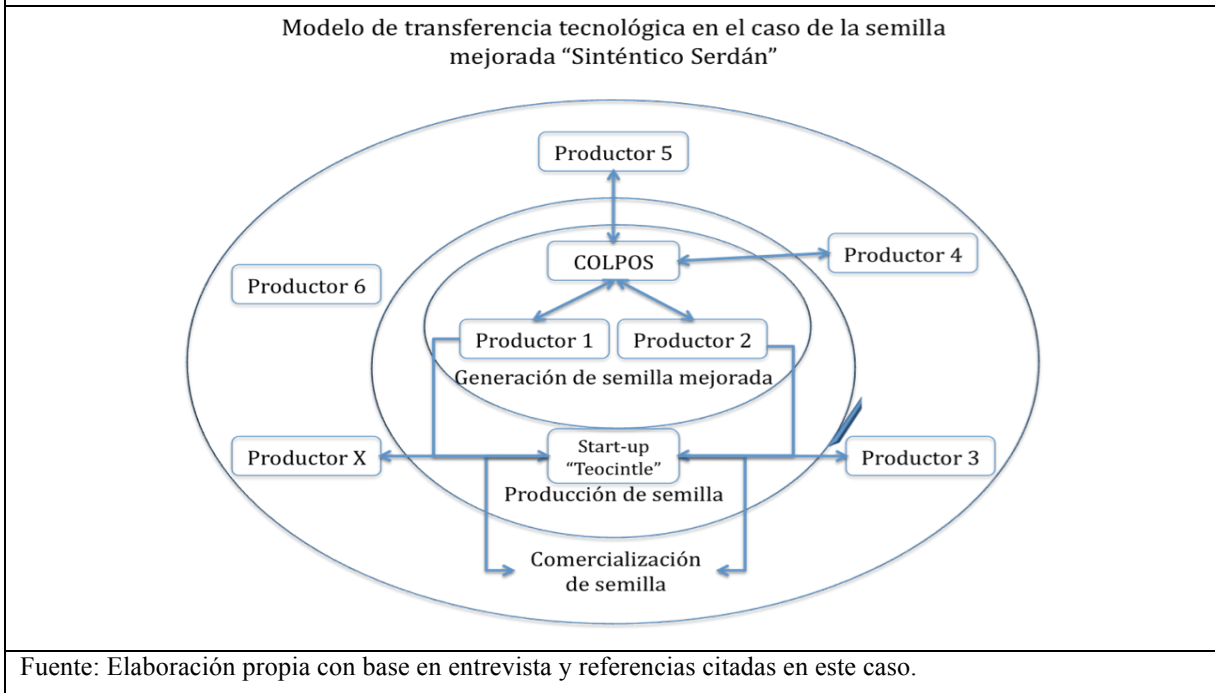 Modelo de transferencia tecnológica en el caso de la semilla
mejorada “Sinténtico Serdán”
Productor 5
COLPOS
Productor 4
Productor 6
Productor 1
Productor 2
Generación de semilla mejorada
Productor X
Start-up
“Teocintle”
Productor 3
Producción de semilla
Comercialización
de semilla
Fuente: Elaboración propia con base en entrevista y referencias citadas en este caso.